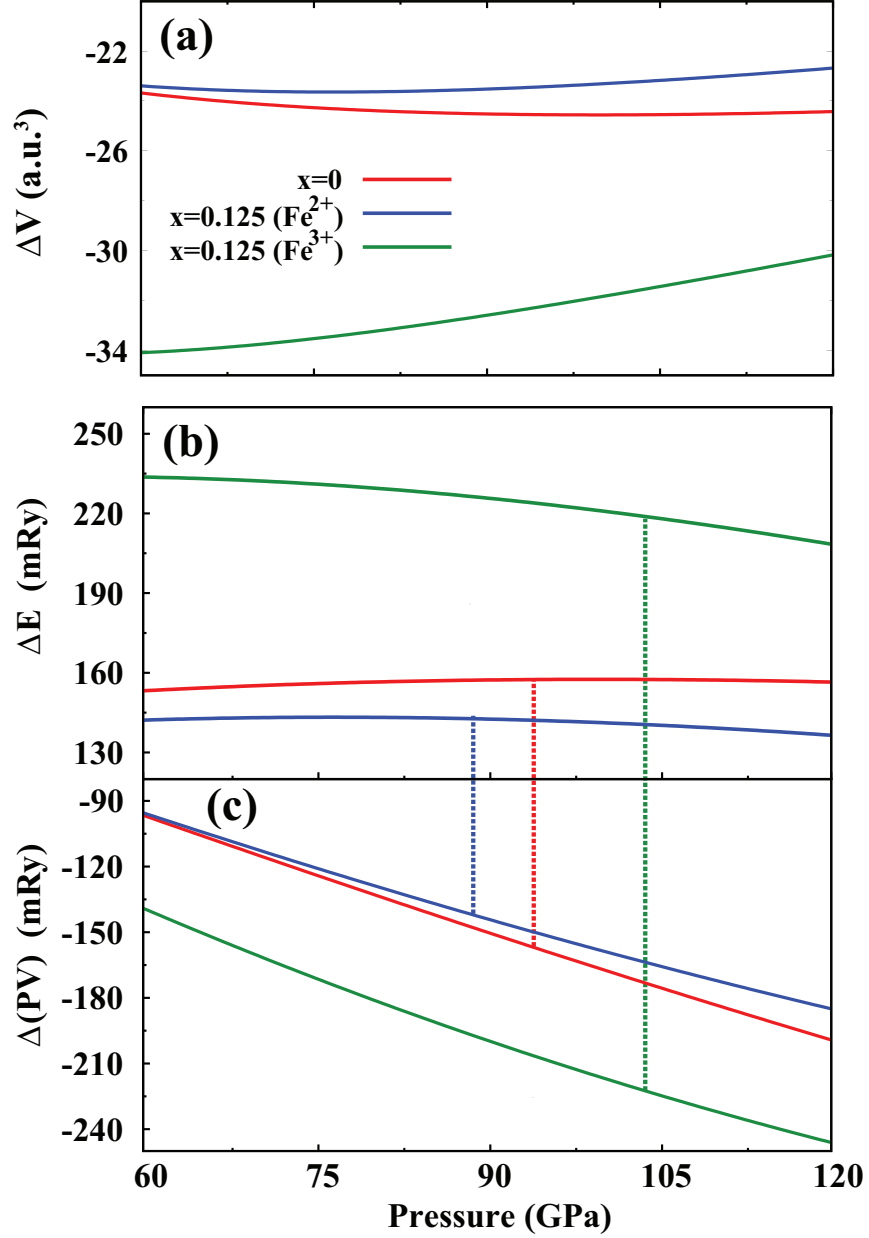 (a)
-22
-26
-30
-34
ΔV (a.u.³)
x=0
x=0.125 (Fe²⁺)
x=0.125 (Fe³⁺)
(b)
250
220
190
160
130
ΔE (mRy)
(c)
-90
-120
-150
-180
-210
-240
Δ(PV) (mRy)
60 75 90 105 120
Pressure (GPa)